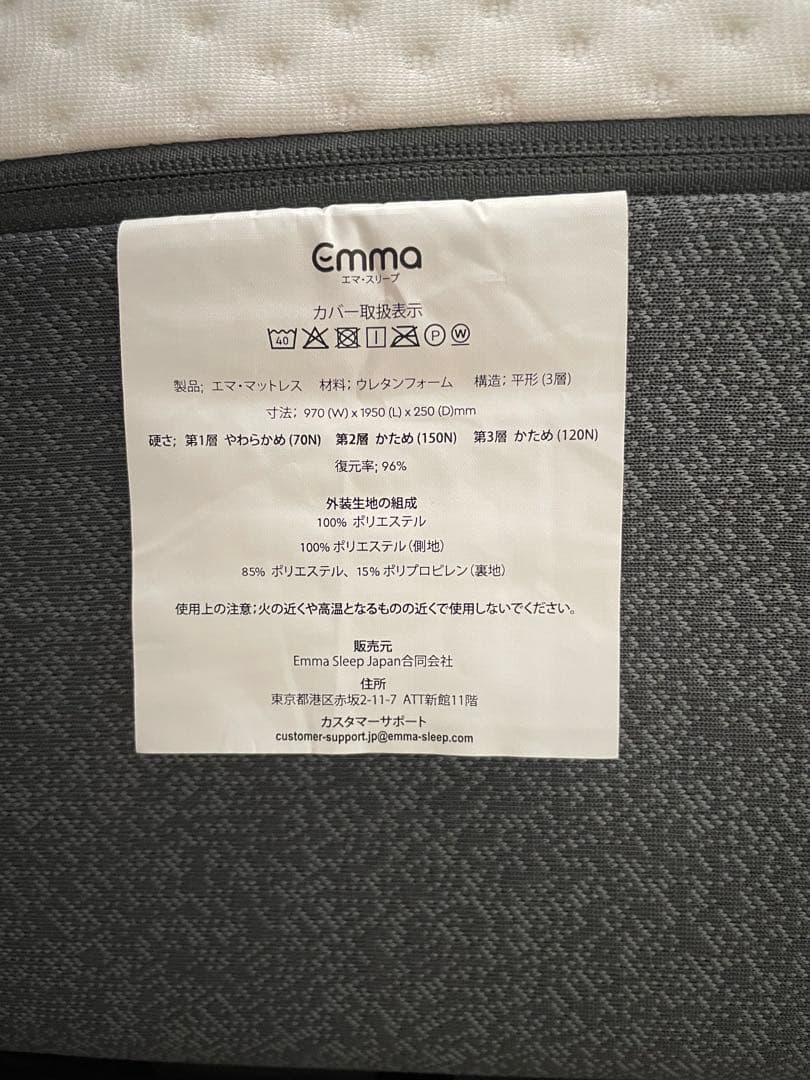 Emma
エマ・スリープ
カバー取扱表示
40 P W
製品; エマ・マットレス 材料; ウレタンフォーム 構造; 平形 (3層)
寸法; 970 (W) x 1950 (L) x 250 (D)mm
硬さ; 第1層 やわらかめ (70N) 第2層 かため (150N) 第3層 かため (120N)
復元率; 96%
外装生地の組成
100% ポリエステル
100% ポリエステル（側地）
85% ポリエステル、15% ポリプロピレン（裏地）
使用上の注意;火の近くや高温となるものの近くで使用しないでください。
販売元
Emma Sleep Japan合同会社
住所
東京都港区赤坂2-11-7 ATT新館11階
カスタマーサポート
customer-support.jp@emma-sleep.com